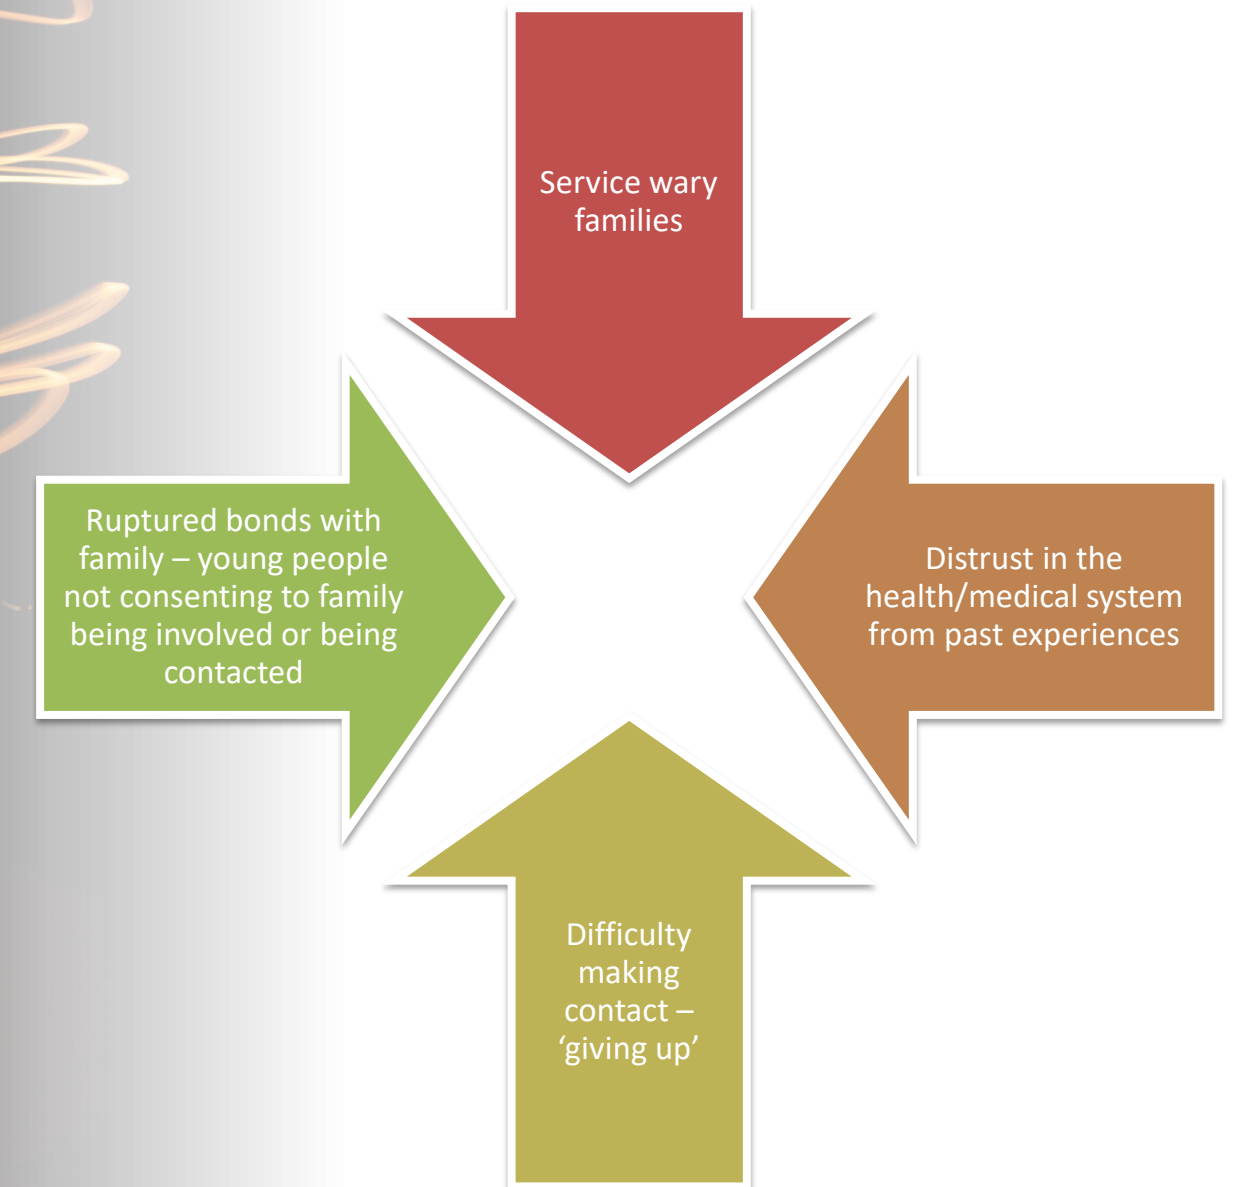 Service wary
families
Ruptured bonds with
family – young people
not consenting to family
being involved or being
contacted
Distrust in the
health/medical system
from past experiences
Difficulty
making
contact –
‘giving up’